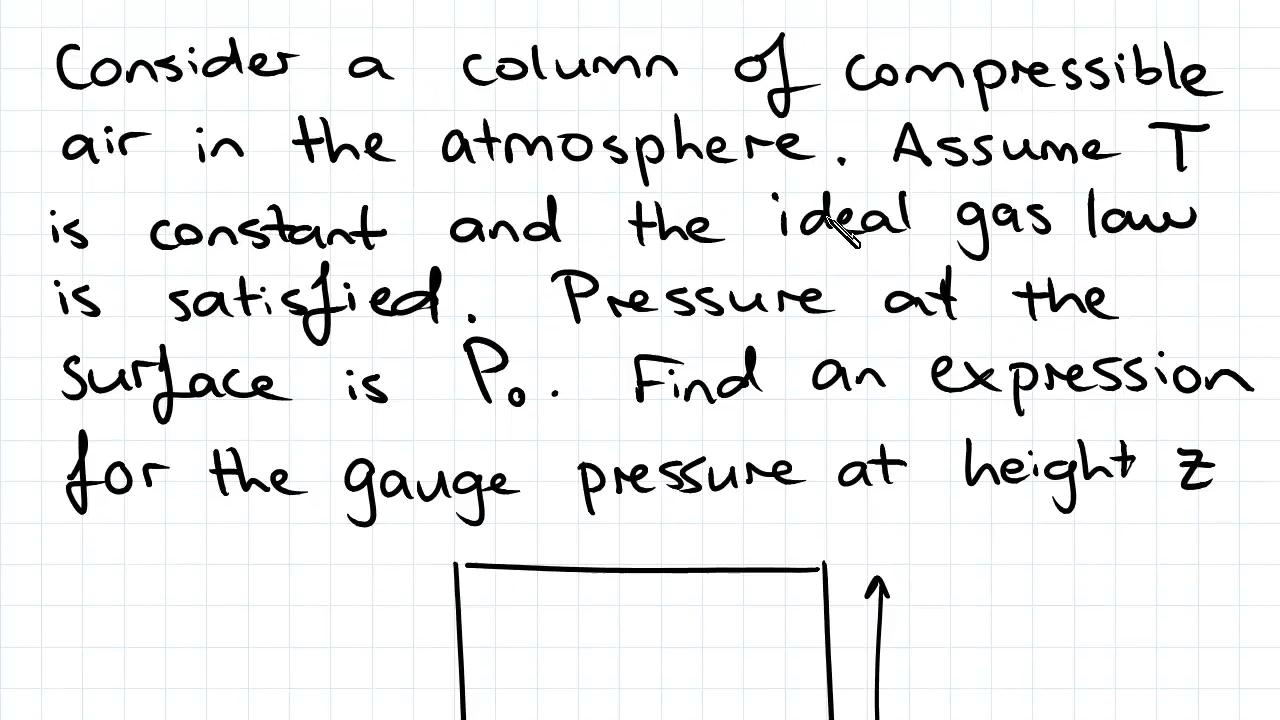 Consider a column of compressible
air in the atmosphere. Assume T
is constant and the ideal gas law
is satisfied. Pressure at the
surface is P₀. Find an expression
for the gauge pressure at height z